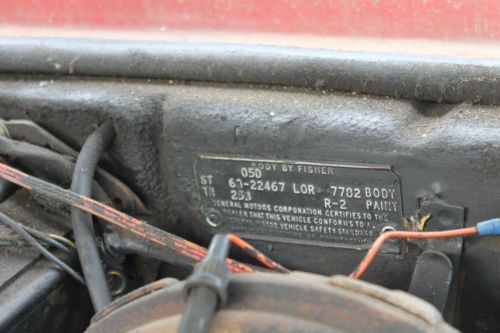 BODY BY FISHER
05D
ST 69-22467 LOR 7702 BODY
TR 253 R-2 PAINT
GENERAL MOTORS CORPORATION CERTIFIES TO THE
DEALER THAT THIS VEHICLE CONFORMS TO
MOTOR VEHICLE SAFETY STANDARDS